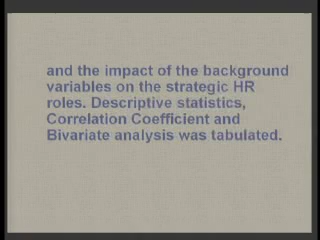 and the impact of the background
variables on the strategic HR
roles. Descriptive statistics,
Correlation Coefficient and
Bivariate analysis was tabulated.